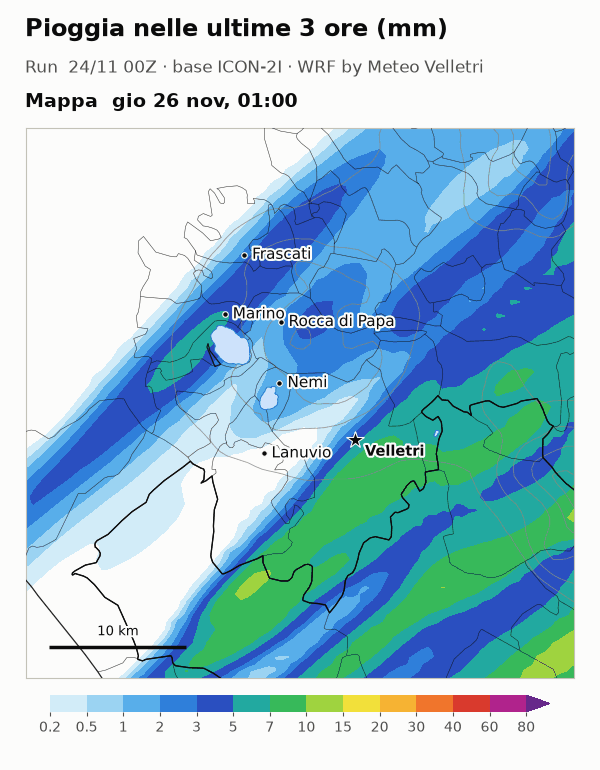 Pioggia nelle ultime 3 ore (mm)
Run  24/11 00Z · base ICON-2I · WRF by Meteo Velletri
Mappa  gio 26 nov, 01:00
Frascati
Marino
Rocca di Papa
Nemi
Velletri
Lanuvio
10 km
0.2 0.5 1 2 3 5 7 10 15 20 30 40 60 80